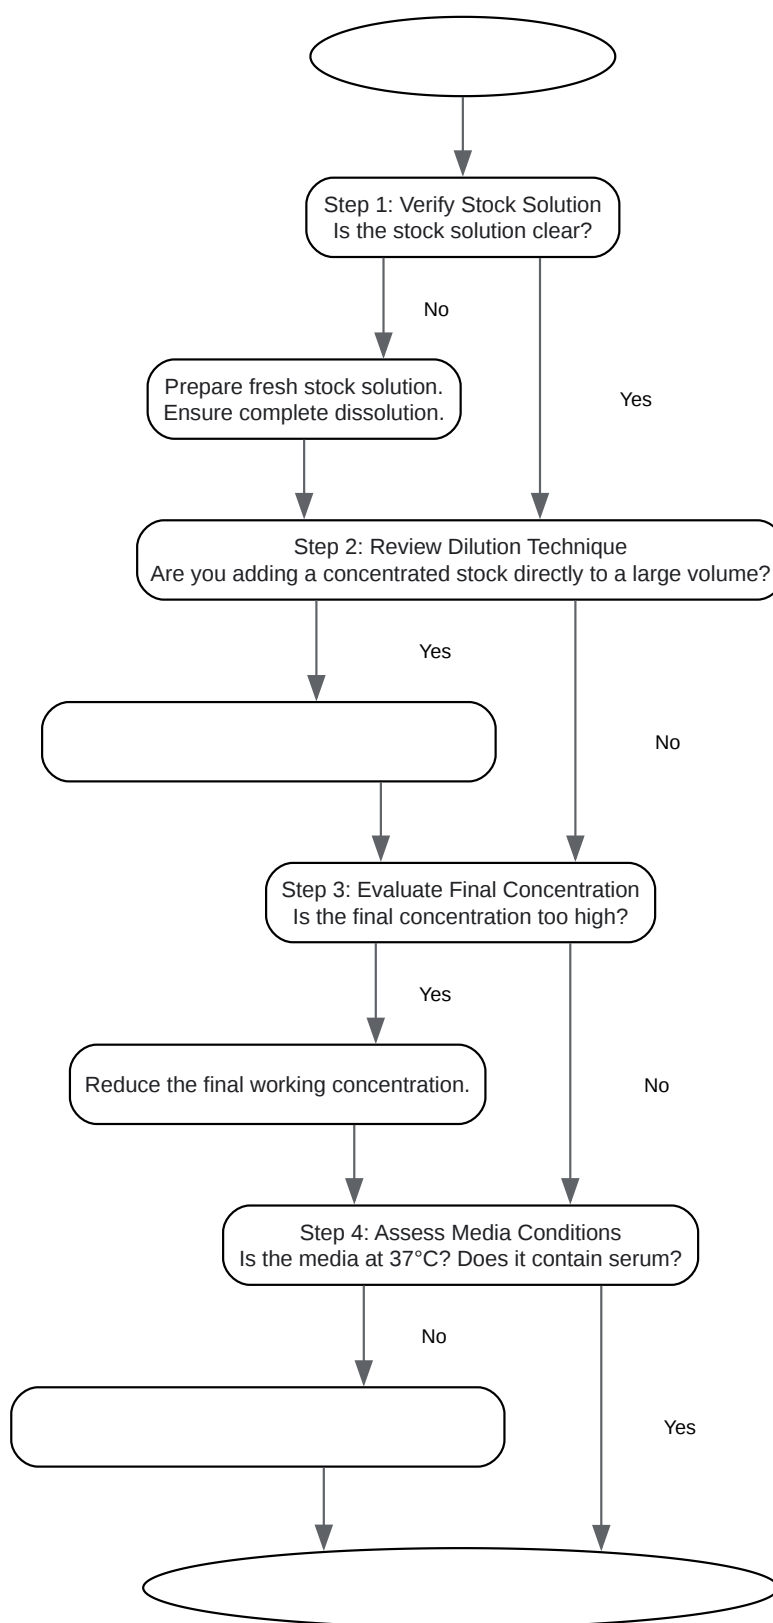 Step 1: Verify Stock Solution
Is the stock solution clear?
No
Prepare fresh stock solution.
Ensure complete dissolution.
Yes
Step 2: Review Dilution Technique
Are you adding a concentrated stock directly to a large volume?
Yes
No
Step 3: Evaluate Final Concentration
Is the final concentration too high?
Yes
Reduce the final working concentration.
No
Step 4: Assess Media Conditions
Is the media at 37°C? Does it contain serum?
No
Yes